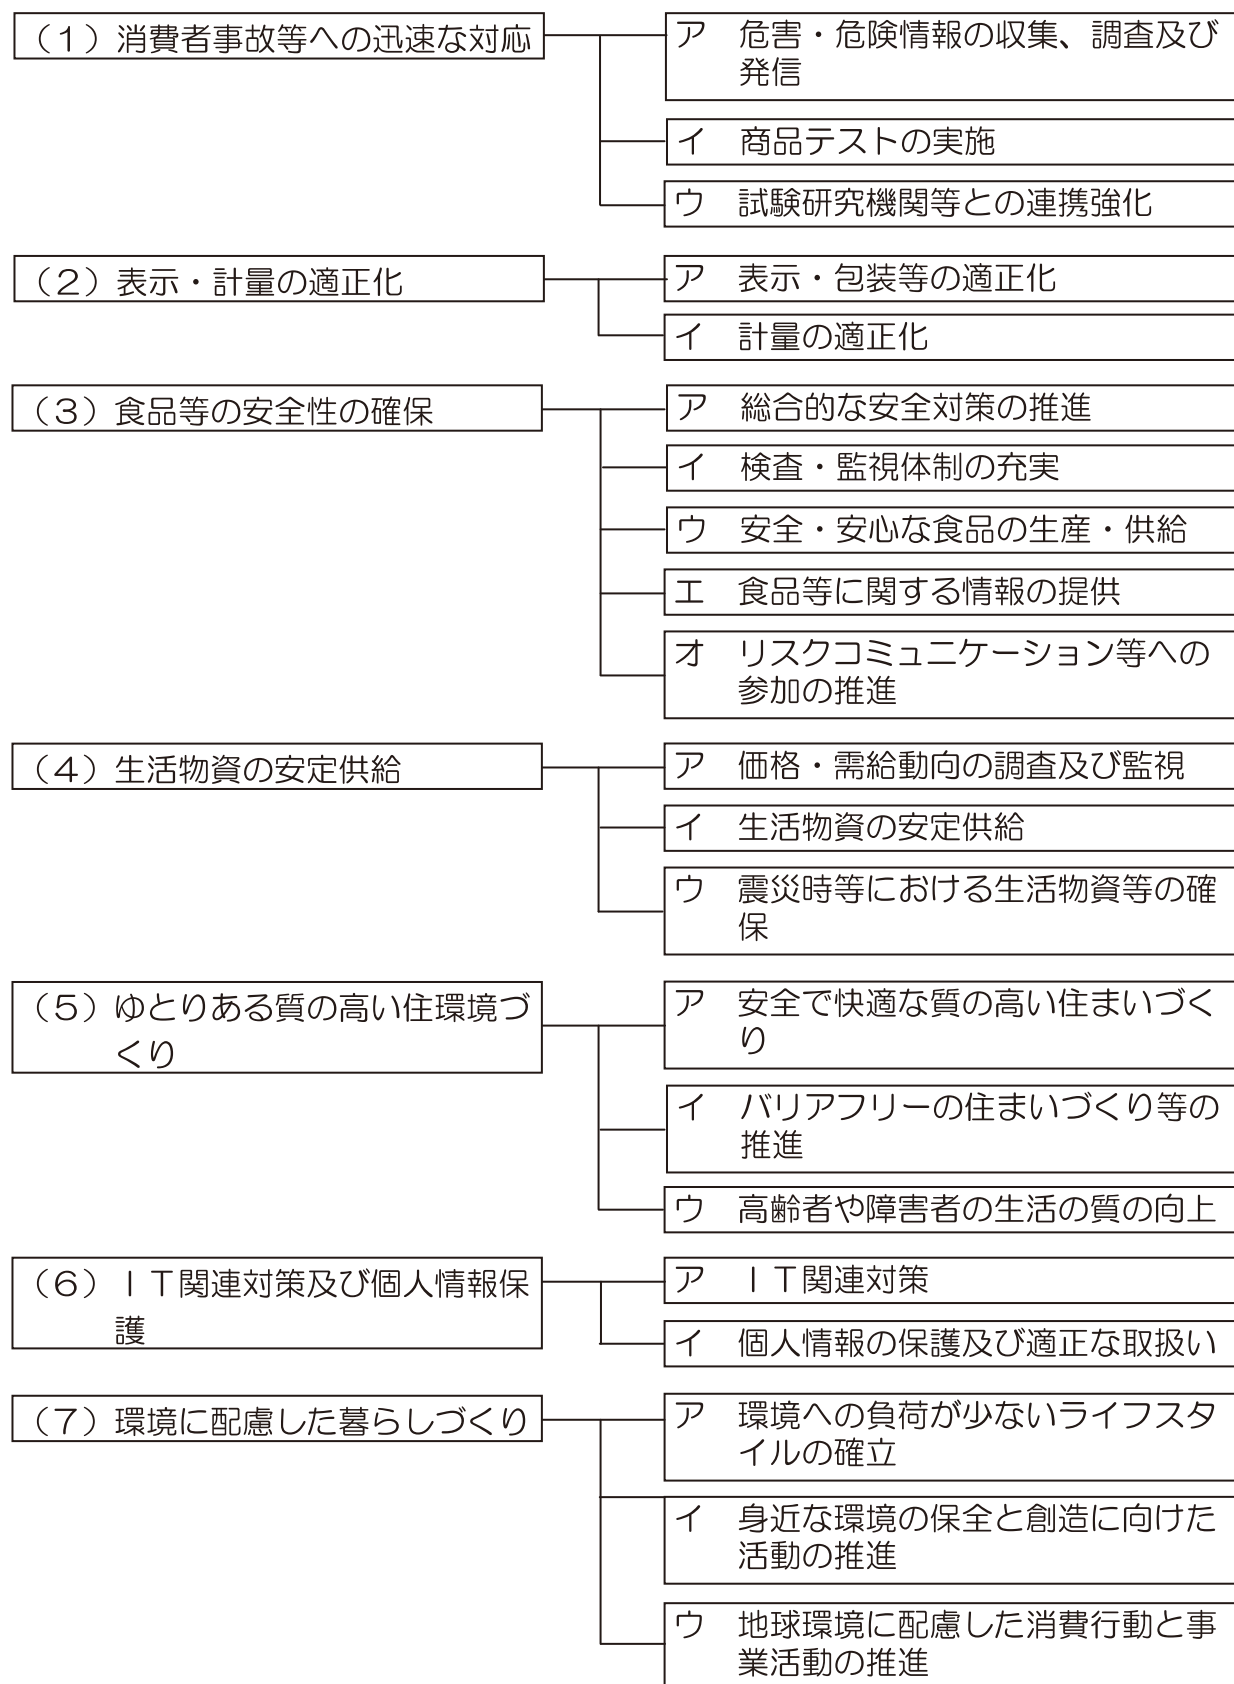 （1）消費者事故等への迅速な対応
ア　危害・危険情報の収集、調査及び
発信
イ　商品テストの実施
ウ　試験研究機関等との連携強化
（2）表示・計量の適正化
ア　表示・包装等の適正化
イ　計量の適正化
（3）食品等の安全性の確保
ア　総合的な安全対策の推進
イ　検査・監視体制の充実
ウ　安全・安心な食品の生産・供給
エ　食品等に関する情報の提供
オ　リスクコミュニケーション等への
参加の推進
（4）生活物資の安定供給
ア　価格・需給動向の調査及び監視
イ　生活物資の安定供給
ウ　震災時等における生活物資等の確
保
（5）ゆとりある質の高い住環境づ
くり
ア　安全で快適な質の高い住まいづく
り
イ　バリアフリーの住まいづくり等の
推進
ウ　高齢者や障害者の生活の質の向上
（6）ＩＴ関連対策及び個人情報保
護
ア　ＩＴ関連対策
イ　個人情報の保護及び適正な取扱い
（7）環境に配慮した暮らしづくり
ア　環境への負荷が少ないライフスタ
イルの確立
イ　身近な環境の保全と創造に向けた
活動の推進
ウ　地球環境に配慮した消費行動と事
業活動の推進